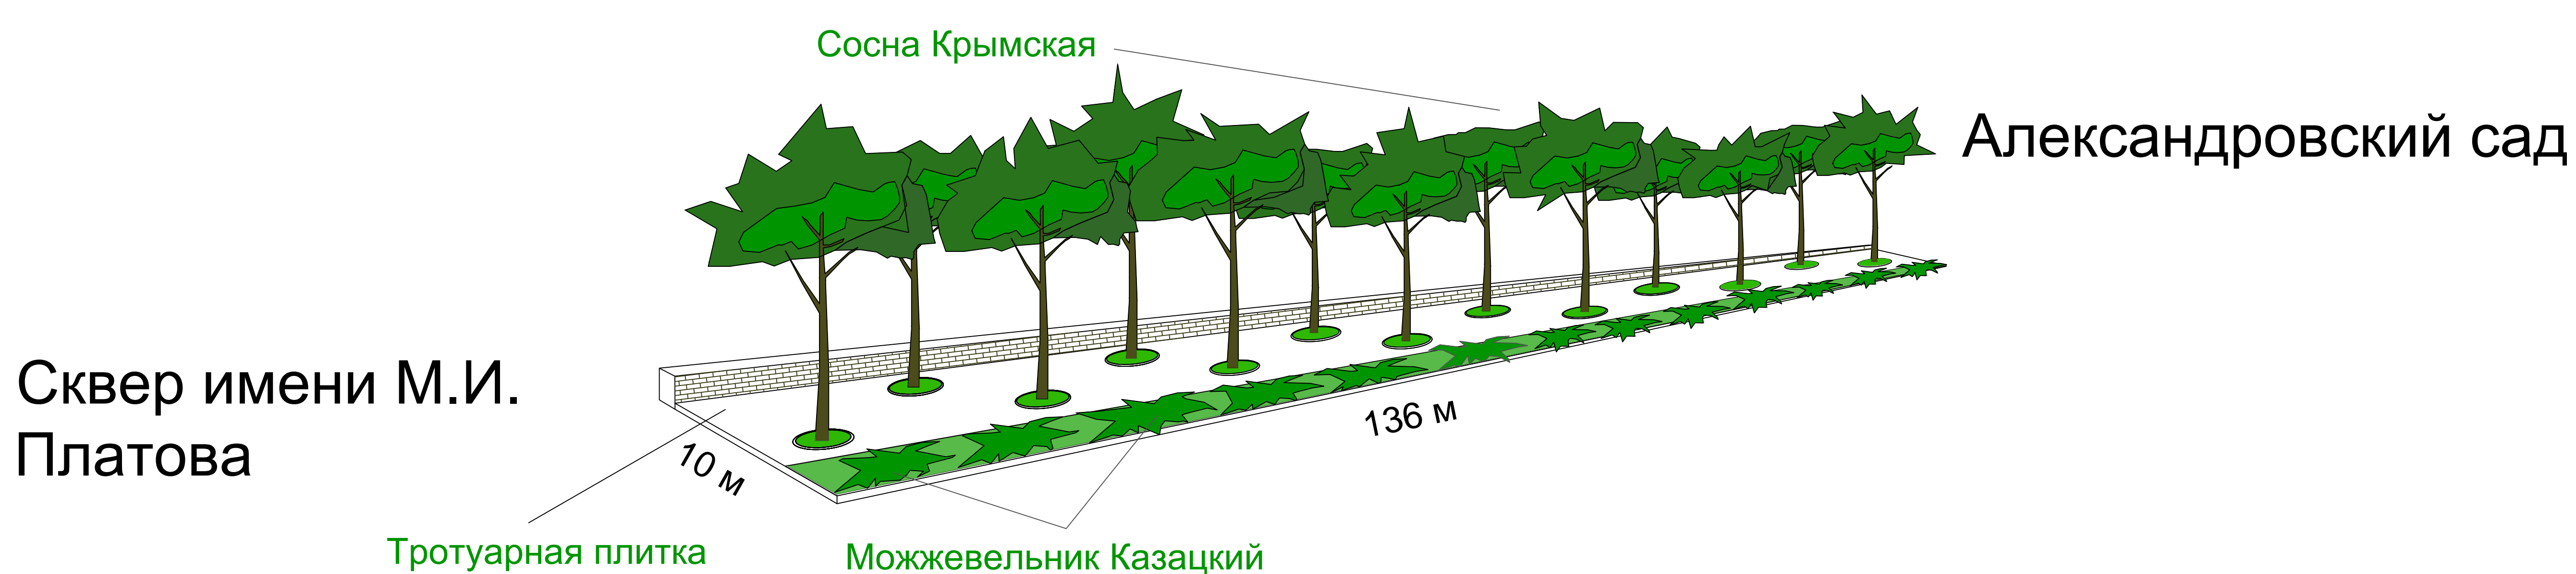 Сосна Крымская
Александровский сад
Сквер имени М.И.
Платова
136 м
10 м
Тротуарная плитка
Можжевельник Казацкий